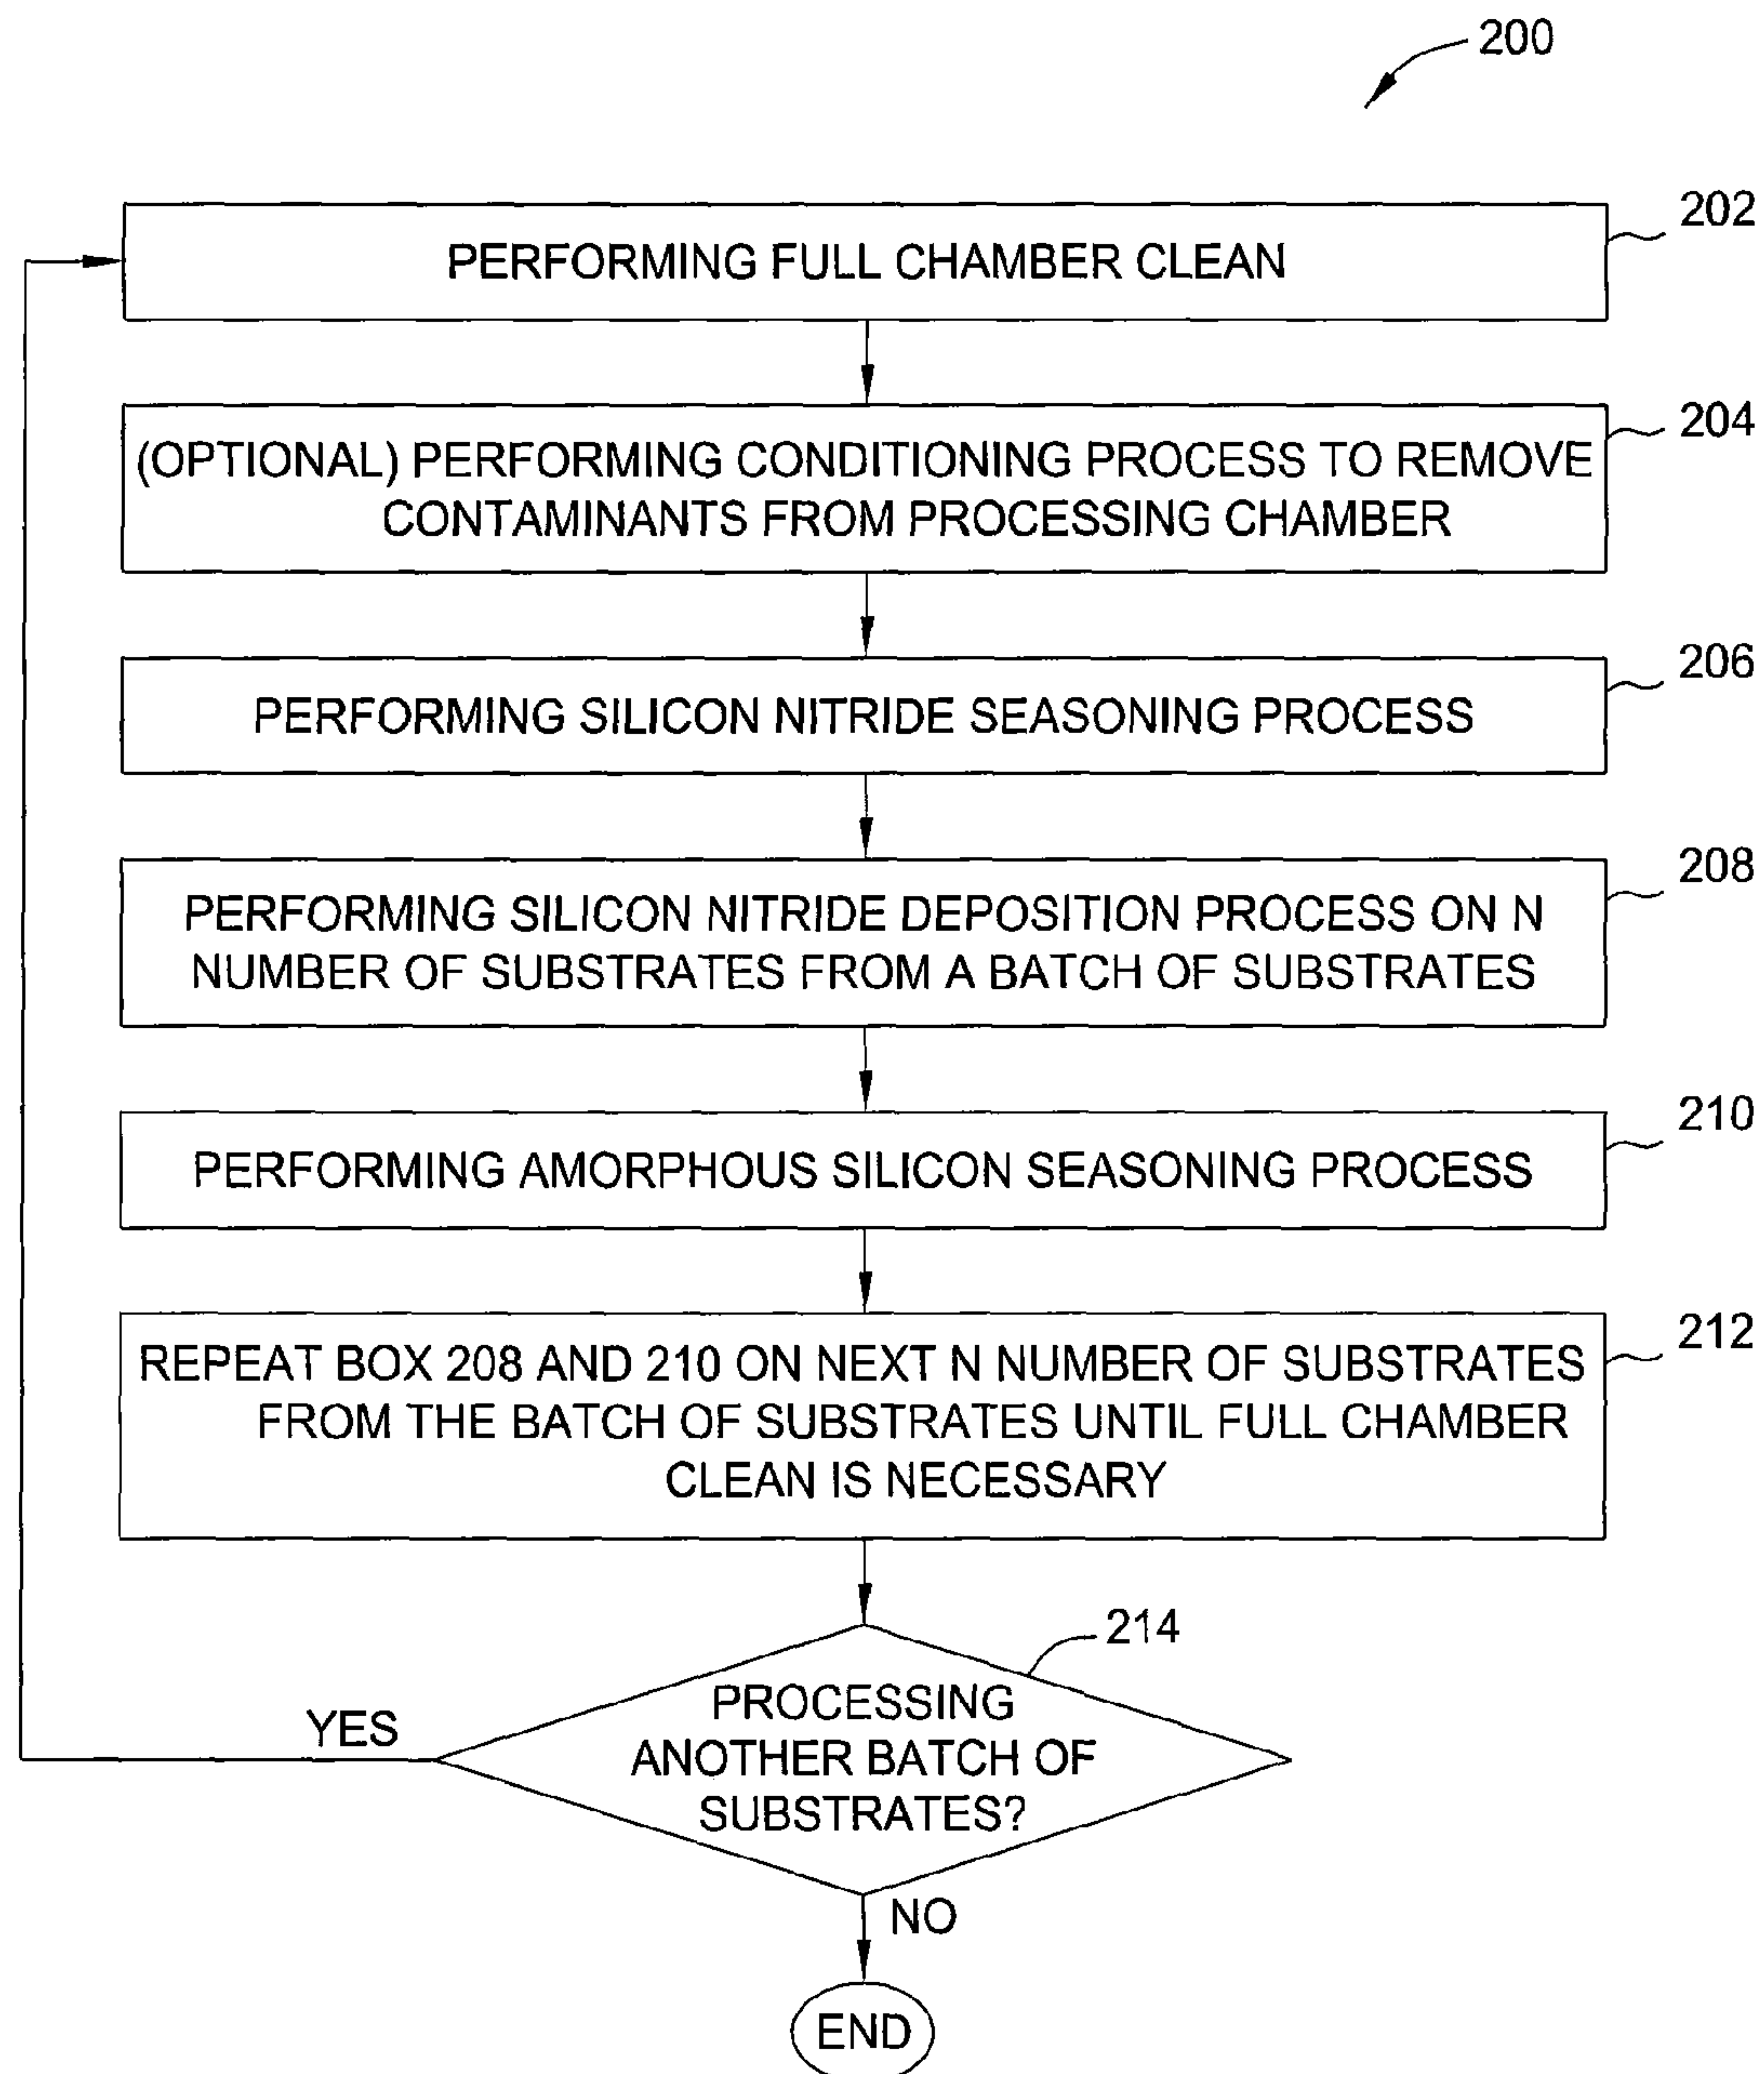 200
202
PERFORMING FULL CHAMBER CLEAN
204
(OPTIONAL) PERFORMING CONDITIONING PROCESS TO REMOVE
CONTAMINANTS FROM PROCESSING CHAMBER
206
PERFORMING SILICON NITRIDE SEASONING PROCESS
208
PERFORMING SILICON NITRIDE DEPOSITION PROCESS ON N
NUMBER OF SUBSTRATES FROM A BATCH OF SUBSTRATES
210
PERFORMING AMORPHOUS SILICON SEASONING PROCESS
212
REPEAT BOX 208 AND 210 ON NEXT N NUMBER OF SUBSTRATES
FROM THE BATCH OF SUBSTRATES UNTIL FULL CHAMBER
CLEAN IS NECESSARY
214
PROCESSING
ANOTHER BATCH OF
SUBSTRATES?
YES
NO
END